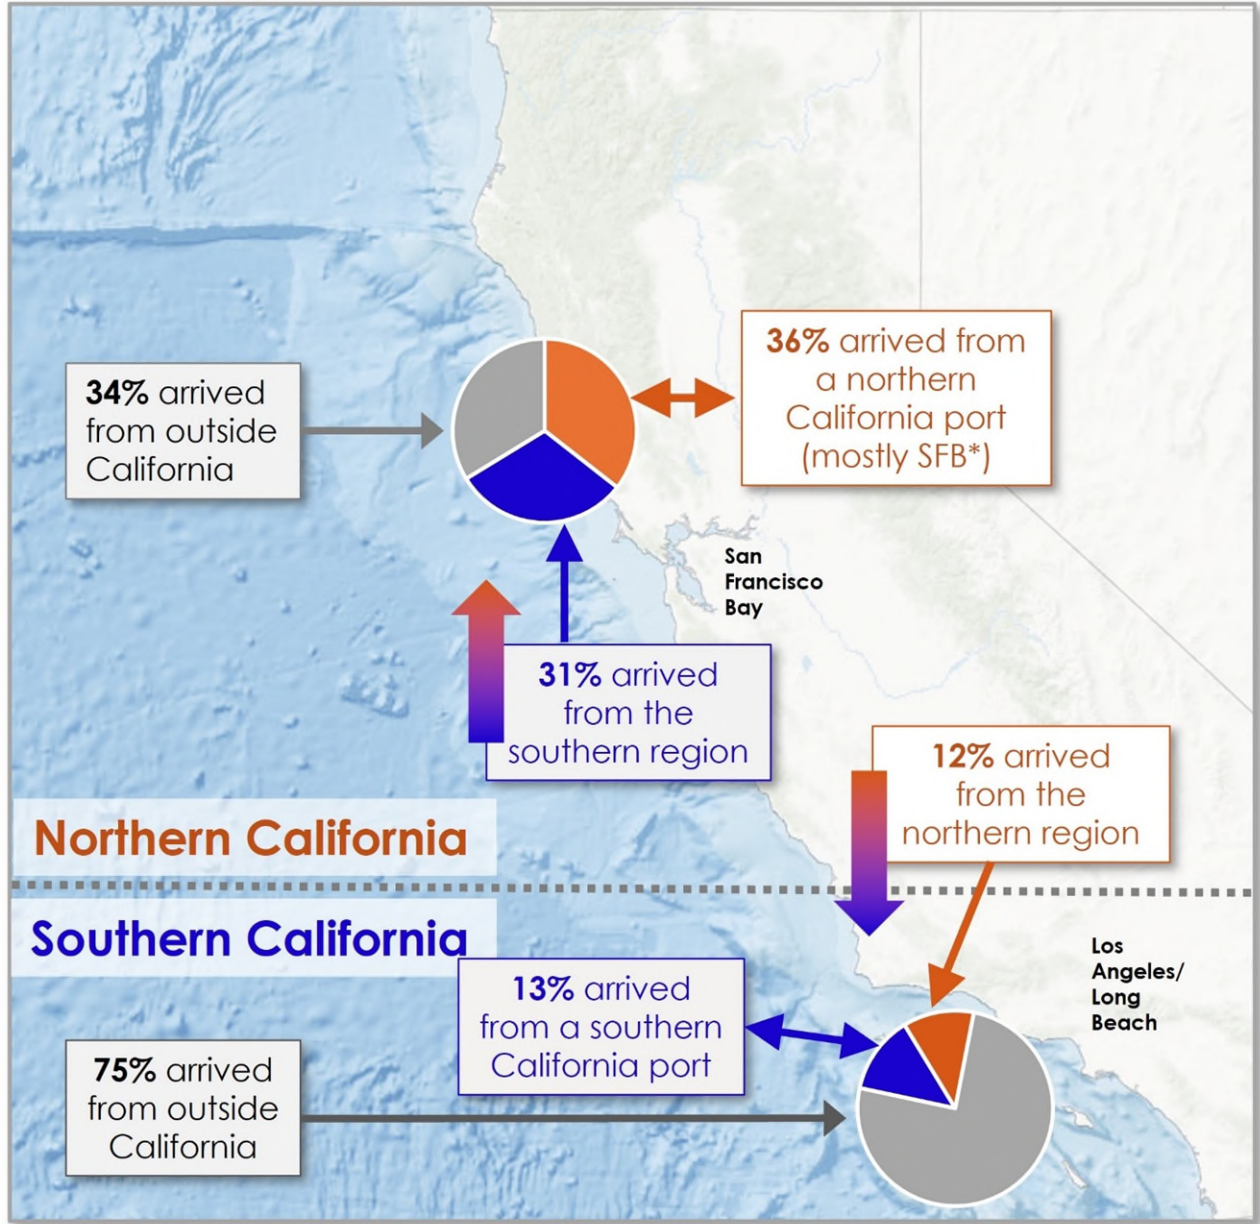 36% arrived from
a northern
California port
(mostly SFB*)
34% arrived
from outside
California
San
Francisco
Bay
31% arrived
from the
southern region
12% arrived
from the
northern region
Northern California
Southern California
Los
Angeles/
Long
Beach
13% arrived
from a southern
California port
75% arrived
from outside
California